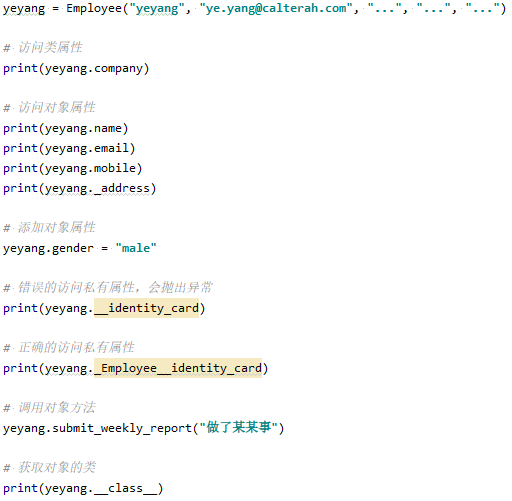 yeyang = Employee("yeyang", "ye.yang@calterah.com", "...", "...", "...")
# 访问类属性
print(yeyang.company)
# 访问对象属性
print(yeyang.name)
print(yeyang.email)
print(yeyang.mobile)
print(yeyang._address)
# 添加对象属性
yeyang.gender = "male"
# 错误的访问私有属性，会抛出异常
print(yeyang.__identity_card)
# 正确的访问私有属性
print(yeyang._Employee__identity_card)
# 调用对象方法
yeyang.submit_weekly_report("做了某某事")
# 获取对象的类
print(yeyang.__class__)